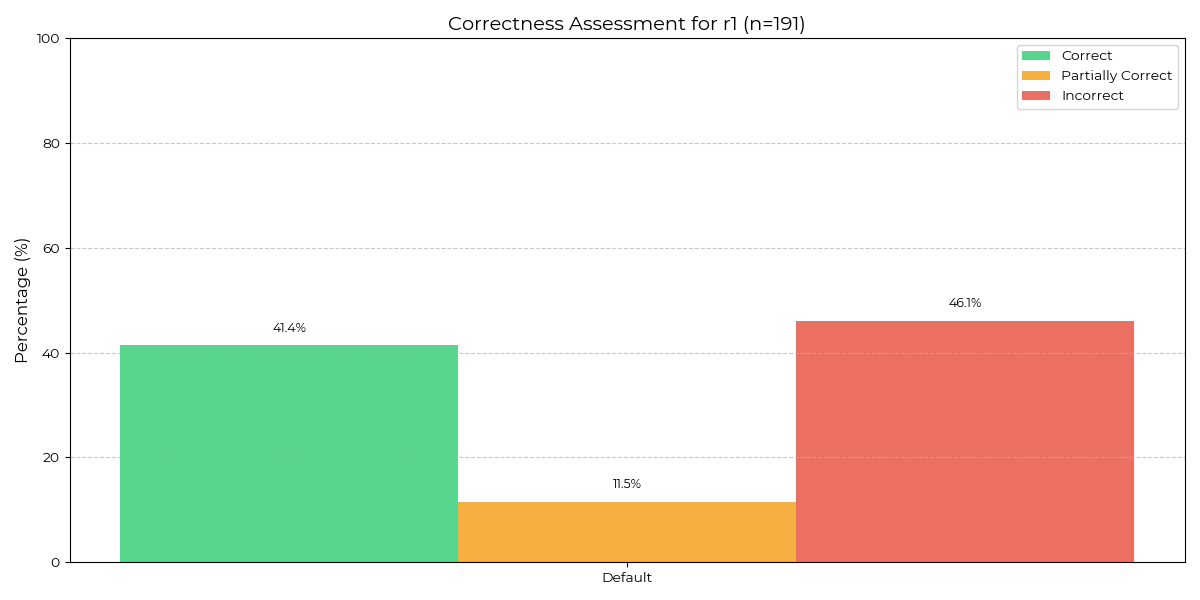 Correctness Assessment for r1 (n=191)
Correct
Partially Correct
Incorrect
Percentage (%)
100
80
60
40
20
0
41.4%
11.5%
46.1%
Default